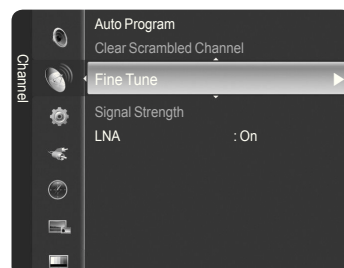 Channel
Auto Program
Clear Scrambled Channel
Fine Tune
Signal Strength
LNA : On